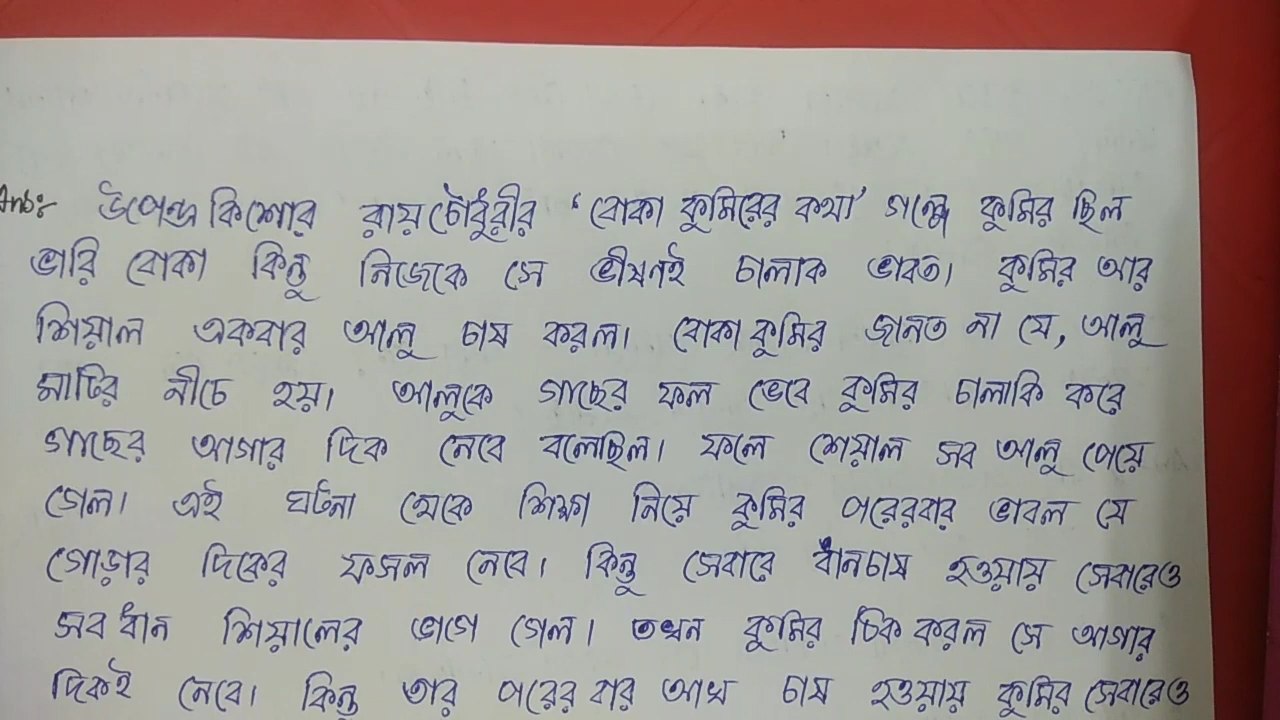 Ans:- উপেন্দ্রকিশোর রায়চৌধুরীর 'বোকা কুমিরের কথা' গল্পে কুমির ছিল
ভারি বোকা কিন্তু নিজেকে সে ভীষণই চালাক ভাবত। কুমির আর
শিয়াল একবার আলু চাষ করল। বোকা কুমির জানত না যে, আলু
মাটির নীচে হয়। আলুকে গাছের ফল ভেবে কুমির চালাকি করে
গাছের আগার দিক নেবে বলেছিল। ফলে শেয়াল সব আলু পেয়ে
গেল। এই ঘটনা থেকে শিক্ষা নিয়ে কুমির পরেরবার ভাবল যে
গোড়ার দিকের ফসল নেবে। কিন্তু সেবারে ধানচাষ হওয়ায় সেবারেও
সব ধান শিয়ালের ভাগে গেল। তখন কুমির ঠিক করল সে আগার
দিকই নেবে। কিন্তু তার পরের বার আখ চাষ হওয়ায় কুমির সেবারেও